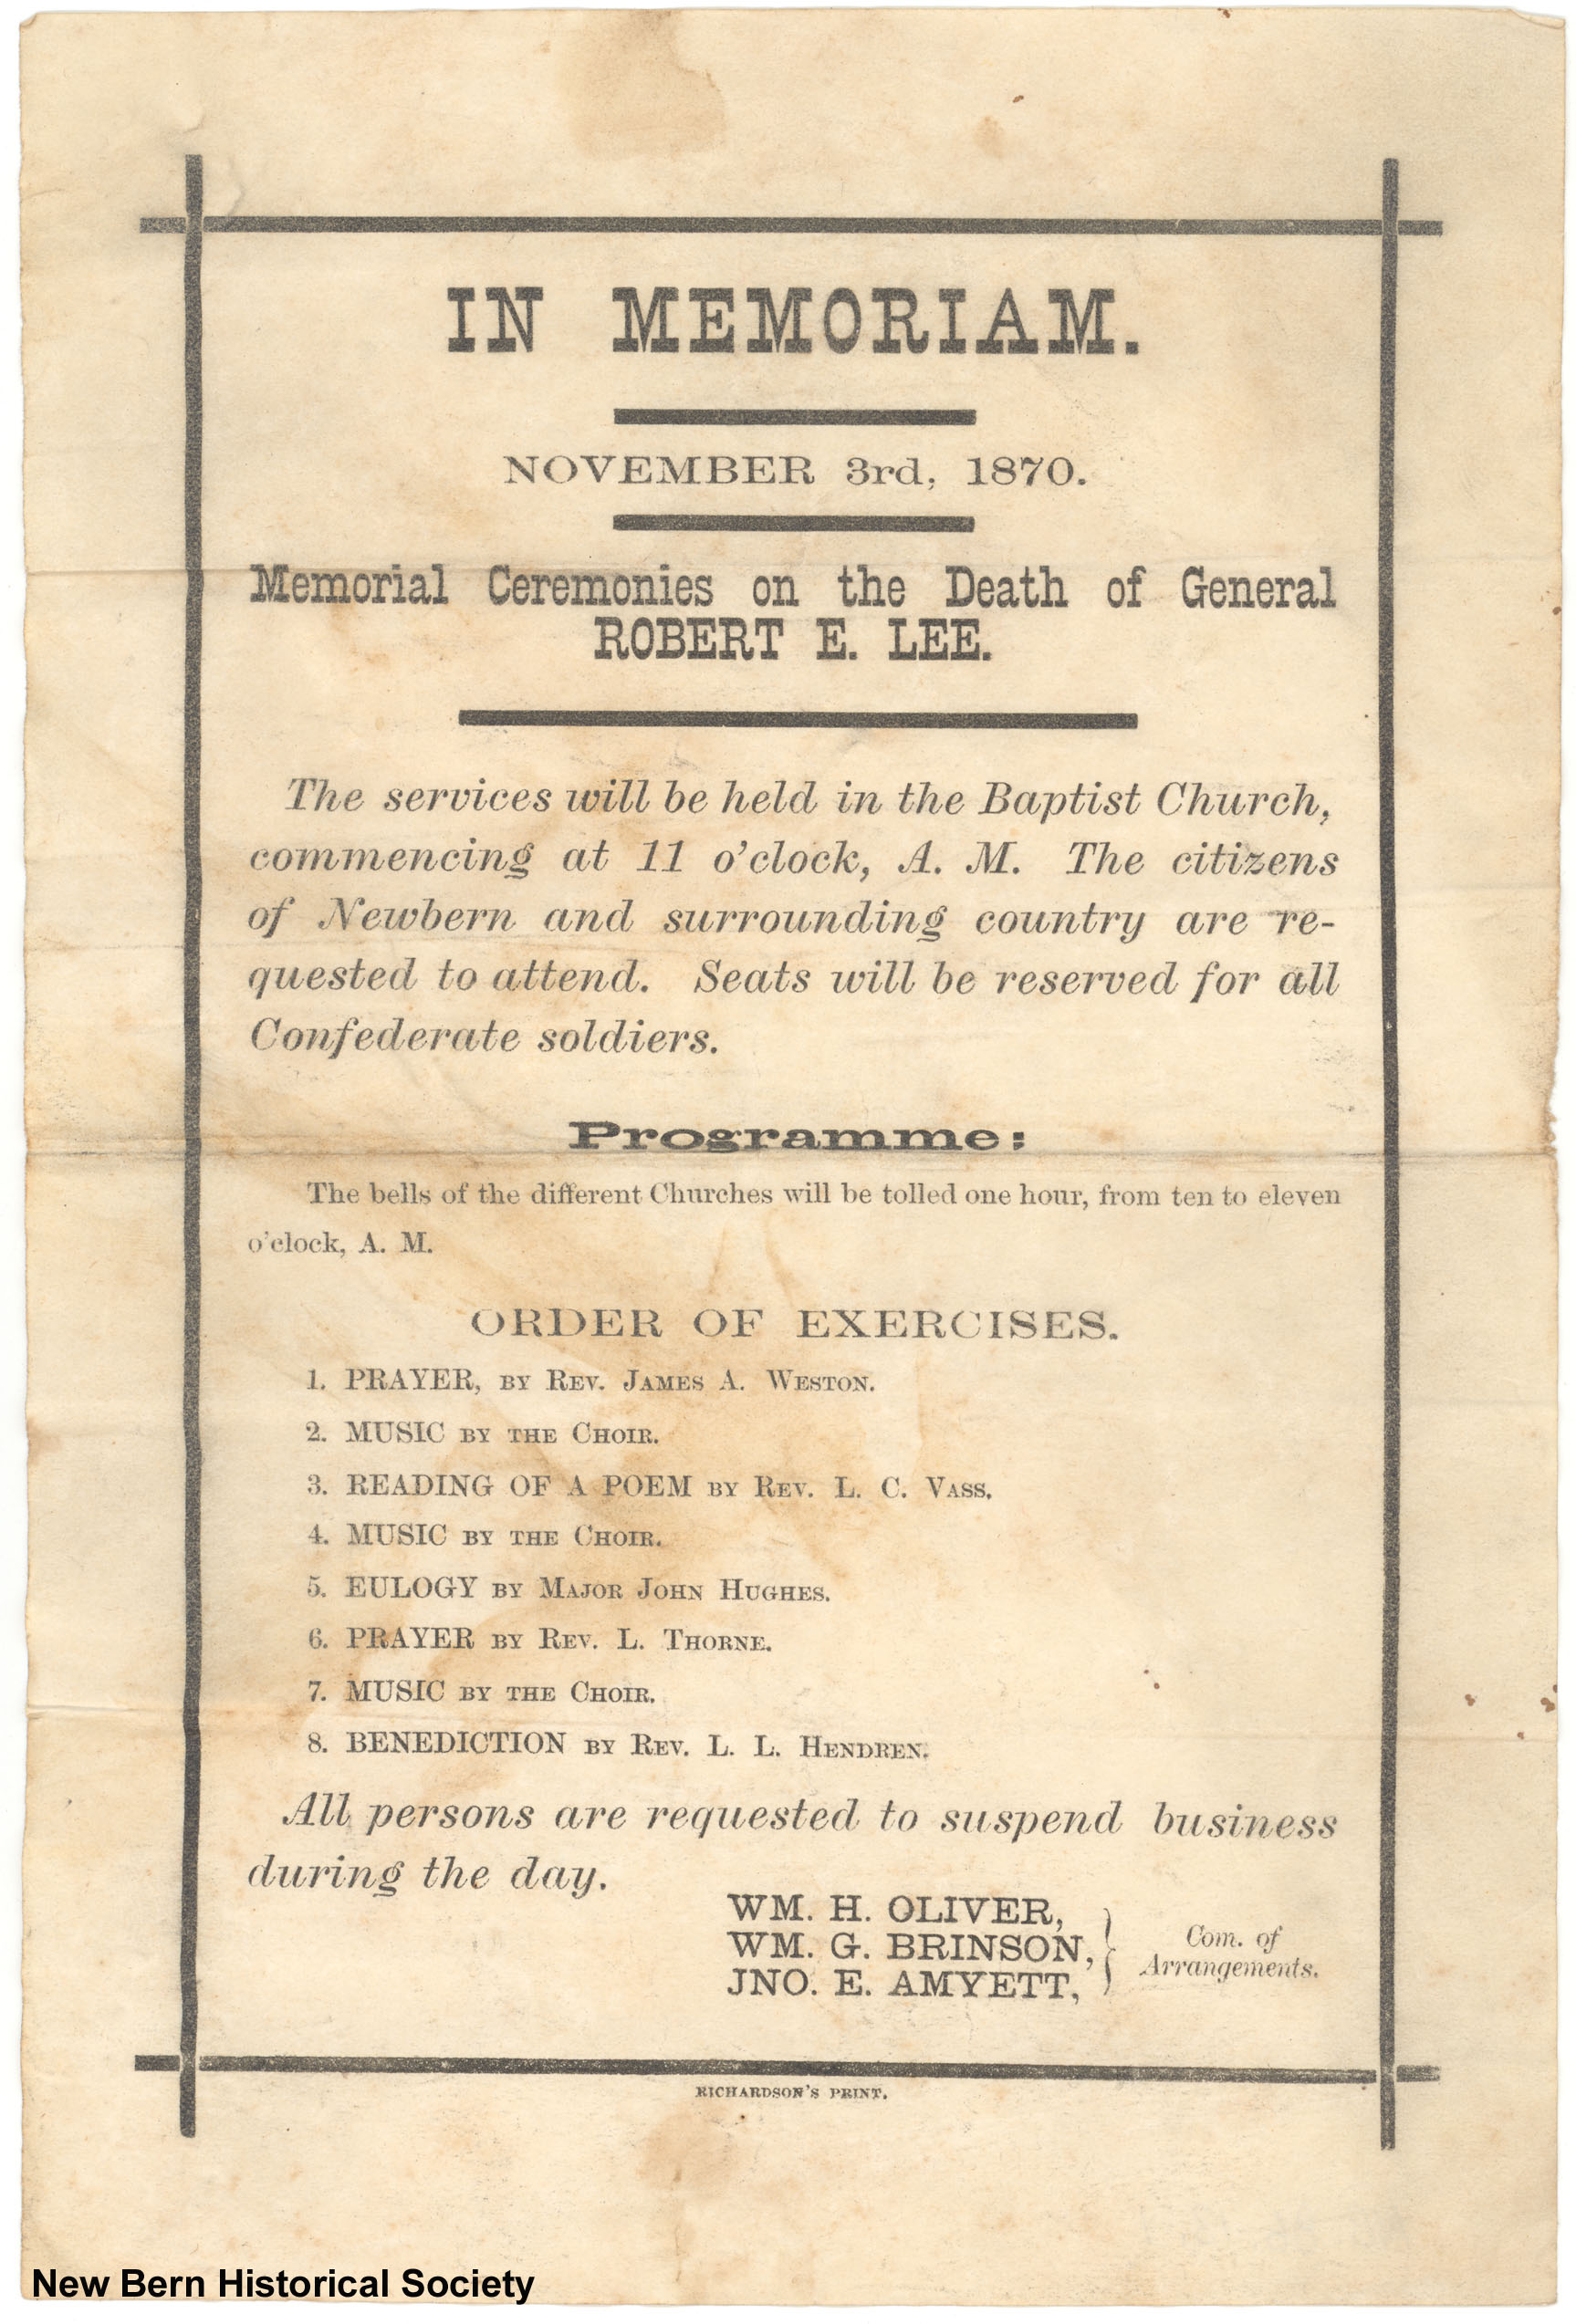 IN MEMORIAM.
NOVEMBER 3rd, 1870.
Memorial Ceremonies on the Death of General
ROBERT E. LEE.
The services will be held in the Baptist Church,
commencing at 11 o'clock, A. M. The citizens
of Newbern and surrounding country are re-
quested to attend. Seats will be reserved for all
Confederate soldiers.
Programme:
The bells of the different Churches will be tolled one hour, from ten to eleven
o'clock, A. M.
ORDER OF EXERCISES.
1. PRAYER, BY REV. JAMES A. WESTON.
2. MUSIC BY THE CHOIR.
3. READING OF A POEM BY REV. L. C. VASS.
4. MUSIC BY THE CHOIR.
5. EULOGY BY MAJOR JOHN HUGHES.
6. PRAYER BY REV. L. THORNE.
7. MUSIC BY THE CHOIR.
8. BENEDICTION BY REV. L. L. HENDREN.
All persons are requested to suspend business
during the day.
WM. H. OLIVER,
WM. G. BRINSON,
JNO. E. AMYETT,
Com. of
Arrangements.
RICHARDSON'S PRINT.
New Bern Historical Society